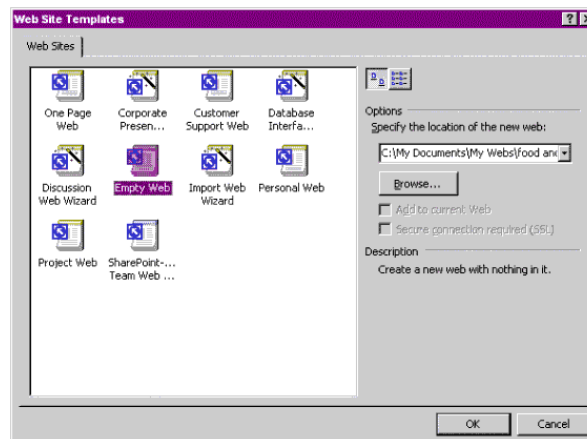 Web Site Templates
Web Sites
One Page
Web
Corporate
Presen...
Customer
Support Web
Database
Interfa...
Discussion
Web Wizard
Empty Web
Import Web
Wizard
Personal Web
Project Web
SharePoint-...
Team Web ...
Options
Specify the location of the new web:
C:\My Documents\My Webs\food and
Browse...
Add to current Web
Secure connection required (SSL)
Description
Create a new web with nothing in it.
OK
Cancel